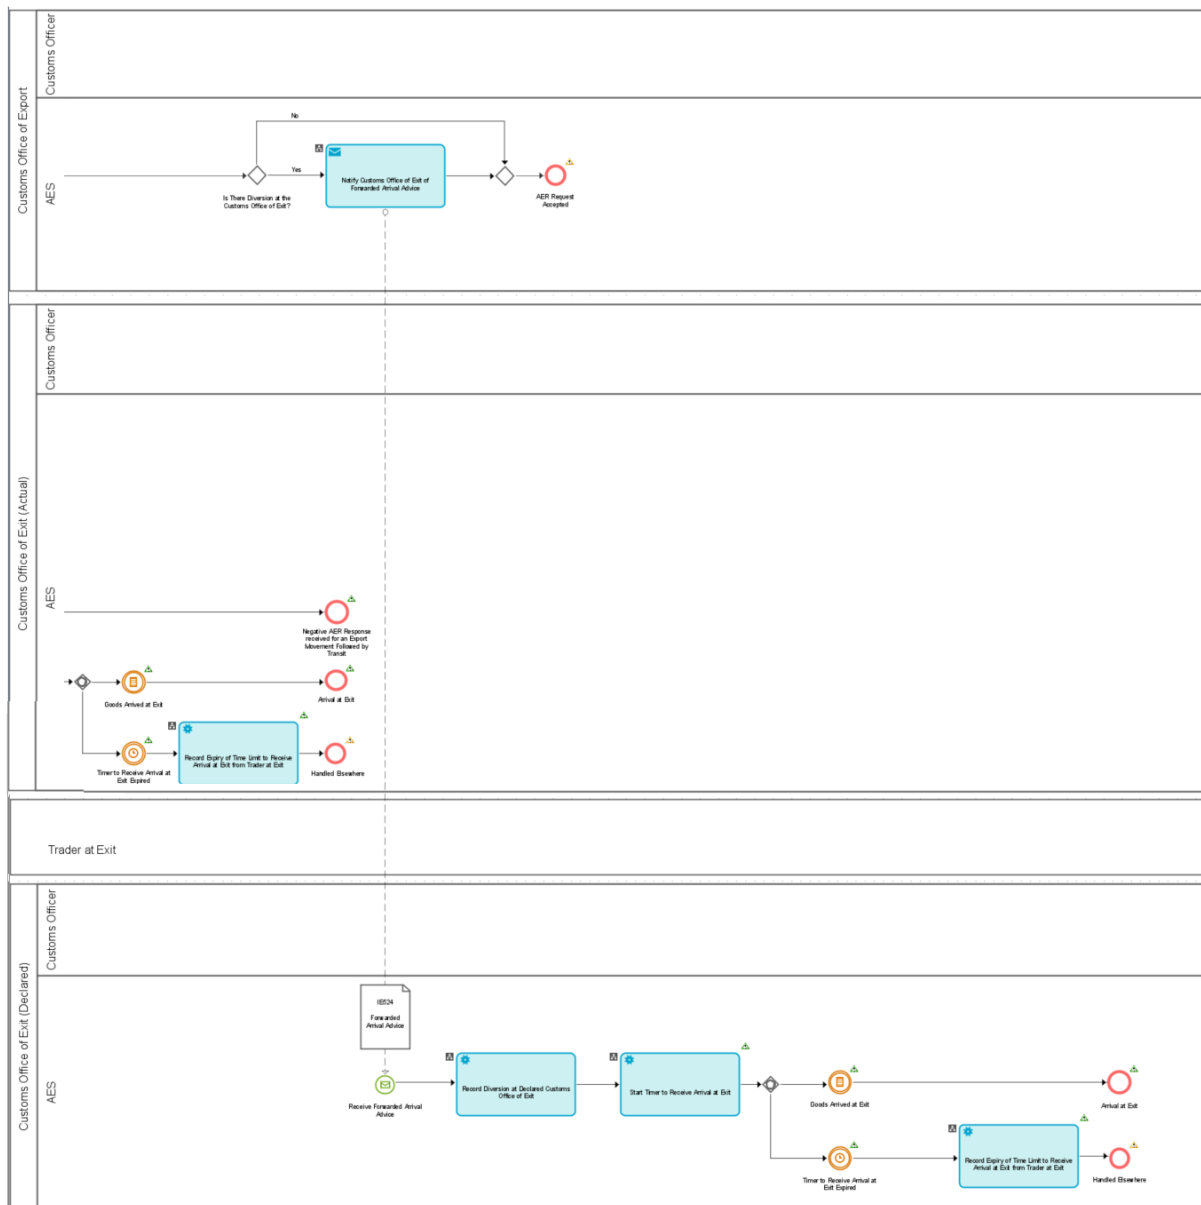 Customs Office of Export
Customs Officer
AES
No
Yes
Is There Diversion at the
Customs Office of Exit?
Notify Customs Office of Exit of
Forwarded Arrival Advice
AER Request
Accepted
Customs Office of Exit (Actual)
Customs Officer
AES
Negative AER Response
received for an Export
Movement Followed by
Transit
Goods Arrived at Exit
Arrival at Exit
Timer to Receive Arrival at
Exit Expired
Record Expiry of Time Limit to Receive
Arrival at Exit from Trader at Exit
Handled Elsewhere
Trader at Exit
Customs Office of Exit (Declared)
Customs Officer
AES
IE524
Forwarded
Arrival Advice
Receive Forwarded Arrival
Advice
Record Diversion at Declared Customs
Office of Exit
Start Timer to Receive Arrival at Exit
Goods Arrived at Exit
Arrival at Exit
Timer to Receive Arrival at
Exit Expired
Record Expiry of Time Limit to Receive
Arrival at Exit from Trader at Exit
Handled Elsewhere